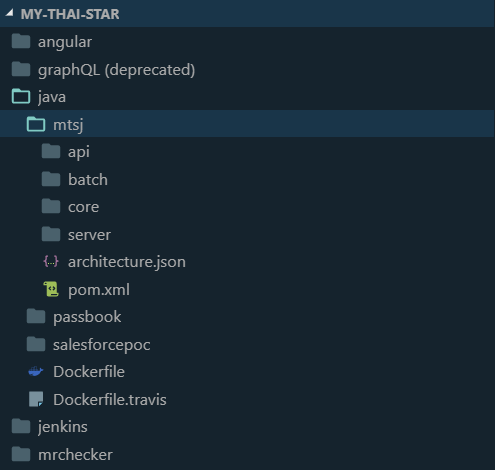 MY-THAI-STAR
angular
graphQL (deprecated)
java
mtsj
api
batch
core
server
{..} architecture.json
pom.xml
passbook
salesforcepoc
Dockerfile
Dockerfile.travis
jenkins
mrchecker